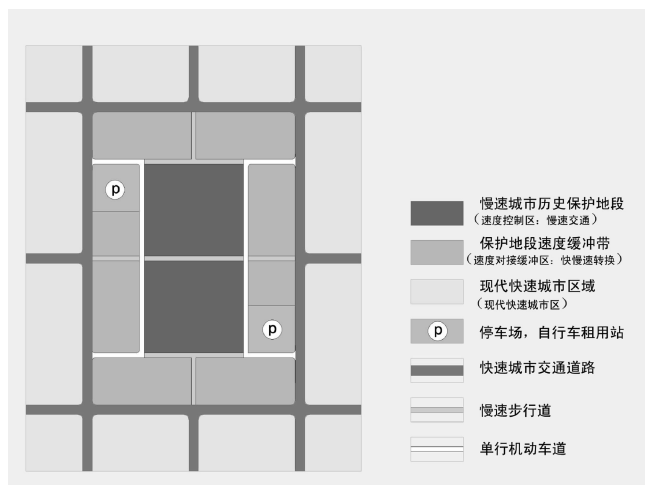 p
p
慢速城市历史保护地段
（速度控制区：慢速交通）
保护地段速度缓冲带
（速度对接缓冲区：快慢速转换）
现代快速城市区域
（现代快速城市区）
p
停车场，自行车租用站
快速城市交通道路
慢速步行道
单行机动车道